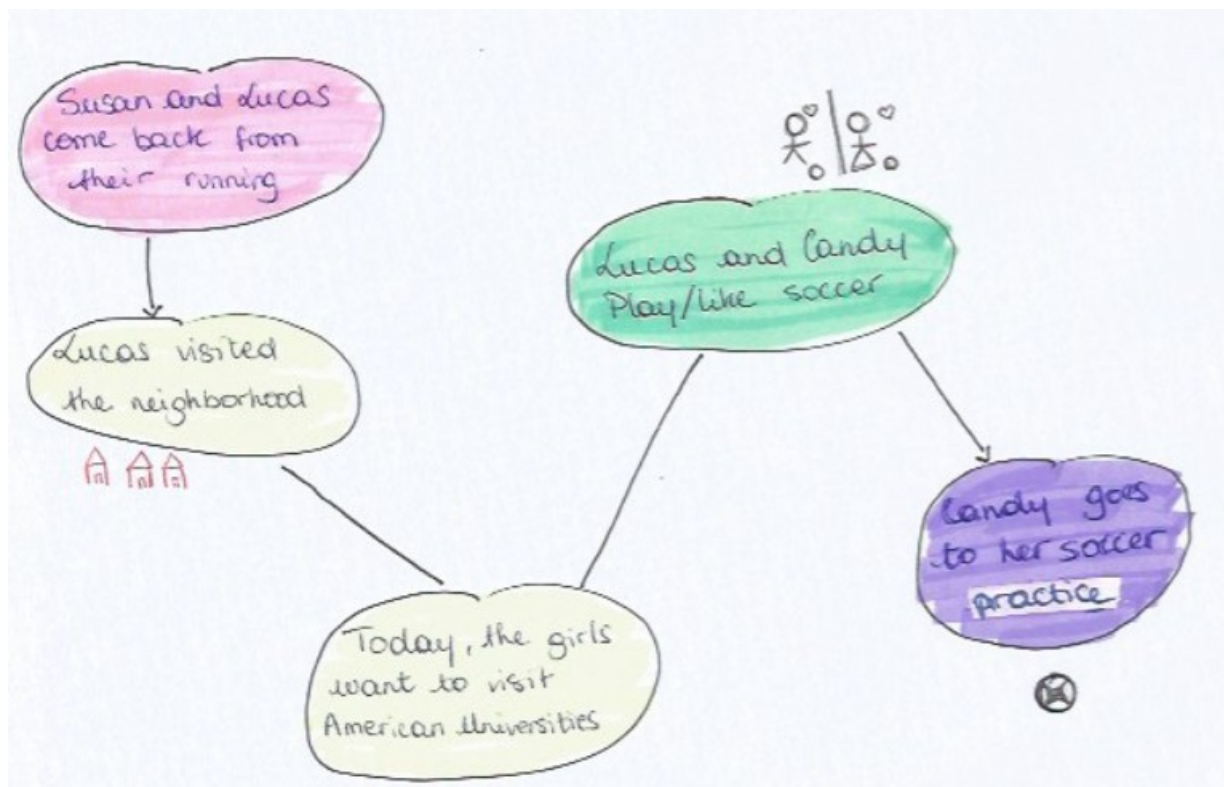 Susan and Lucas
come back from
their running
Lucas visited
the neighborhood
Today, the girls
want to visit
American Universities
Lucas and Candy
Play/like soccer
Candy goes
to her soccer
practice